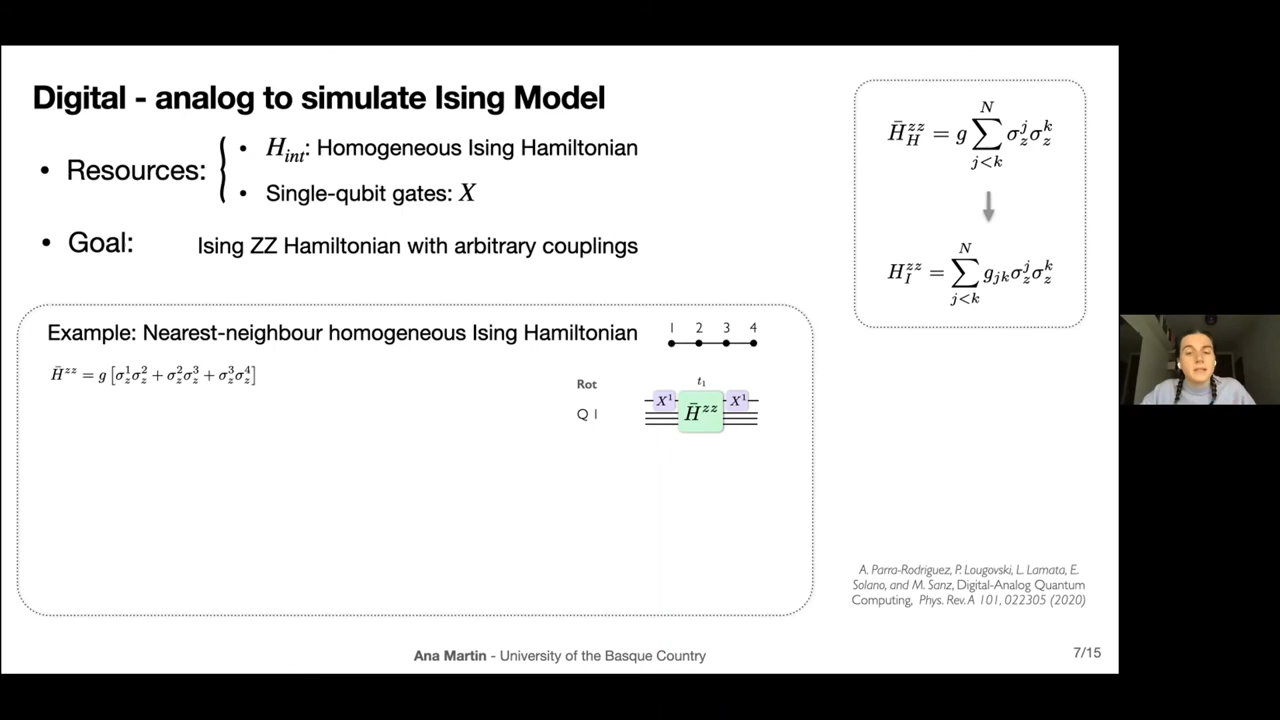 Digital - analog to simulate Ising Model
• Resources:
• H_int: Homogeneous Ising Hamiltonian
• Single-qubit gates: X
• Goal: Ising ZZ Hamiltonian with arbitrary couplings
H̄_H^{zz} = g ∑_{j<k}^{N} σ_z^j σ_z^k
H_I^{zz} = ∑_{j<k}^{N} g_{jk} σ_z^j σ_z^k
Example: Nearest-neighbour homogeneous Ising Hamiltonian
1 2 3 4
H̄^{zz} = g [σ_z^1 σ_z^2 + σ_z^2 σ_z^3 + σ_z^3 σ_z^4]
Rot
t_1
Q 1
X^1 H̄^{zz} X^1
A. Parra-Rodriguez, P. Lougovski, L. Lamata, E.
Solano, and M. Sanz, Digital-Analog Quantum
Computing, Phys. Rev. A 101, 022305 (2020)
Ana Martin - University of the Basque Country
7/15